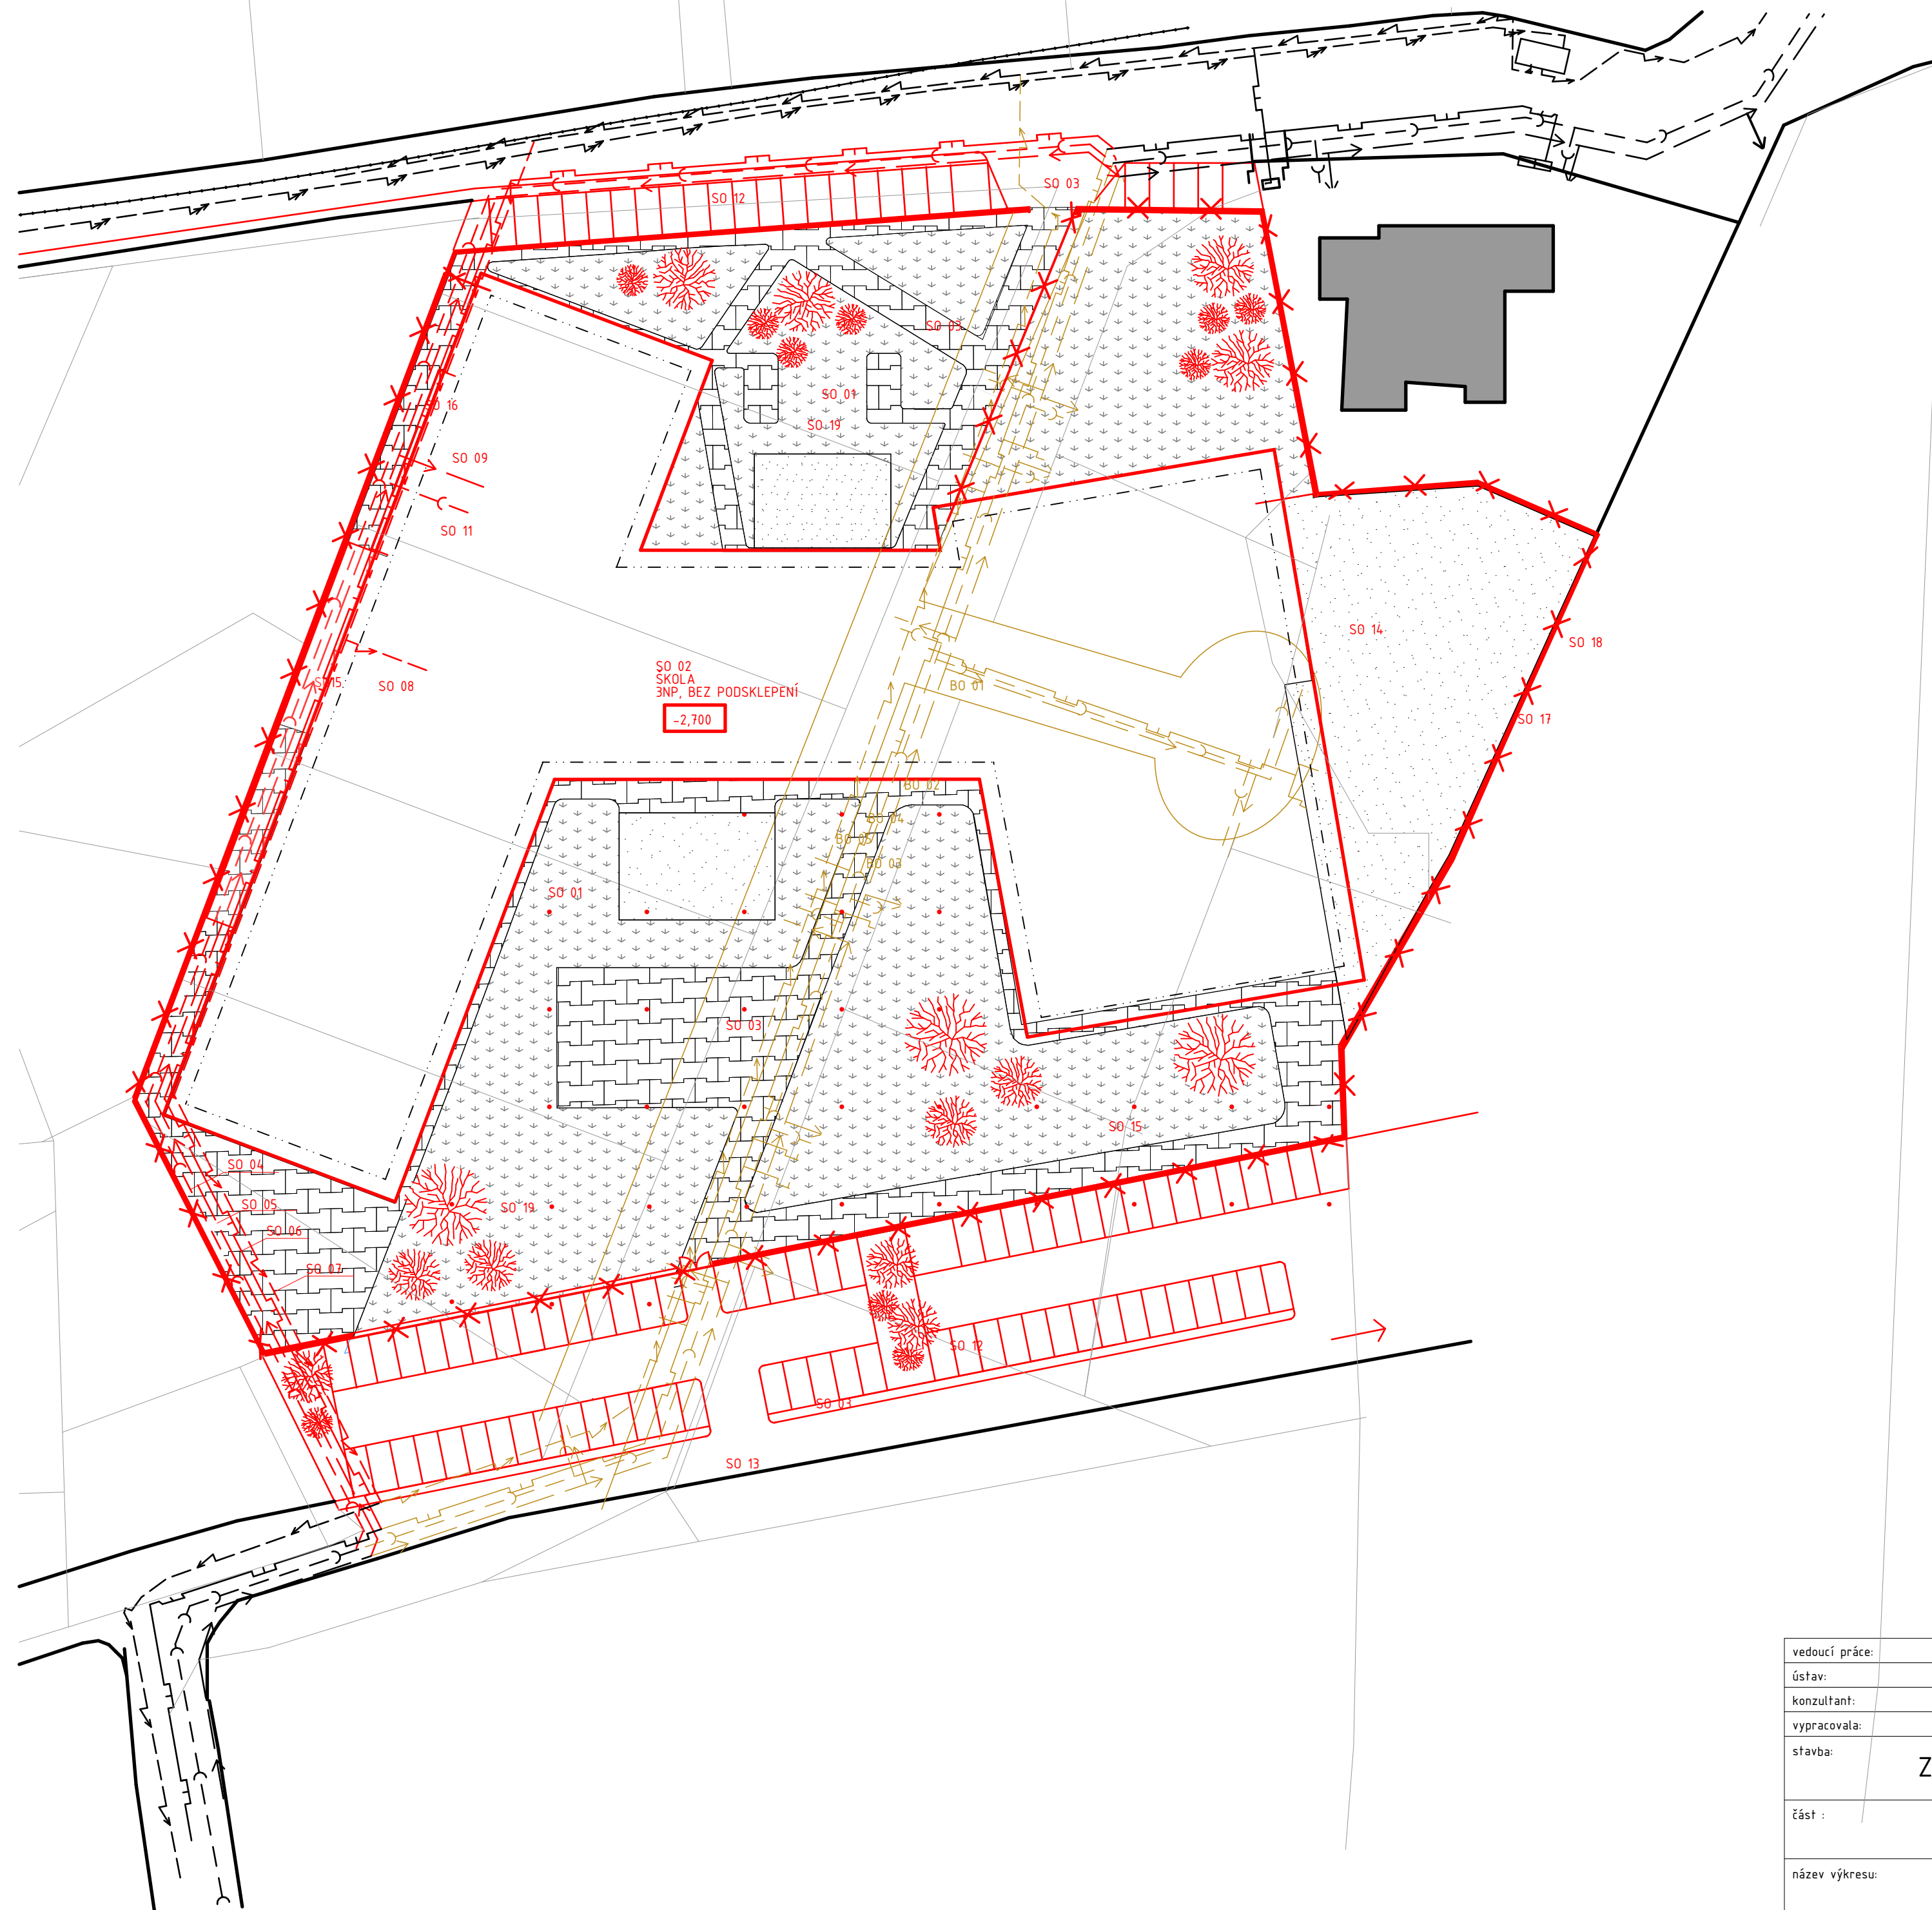 SO 03
SO 12
SO 03
SO 01
SO 16
SO 19
SO 09
SO 11
SO 14
SO 18
SO 02
ŠKOLA
3NP, BEZ PODSKLEPENÍ
-2,700
SO 08
BO 01
SO 17
BO 02
BO 04
BO 05
BO 03
SO 01
SO 03
SO 15
SO 04
SO 05
SO 19
SO 06
SO 07
SO 12
SO 03
SO 13
vedoucí práce:
ústav:
konzultant:
vypracovala:
stavba:
Z
část :
název výkresu: